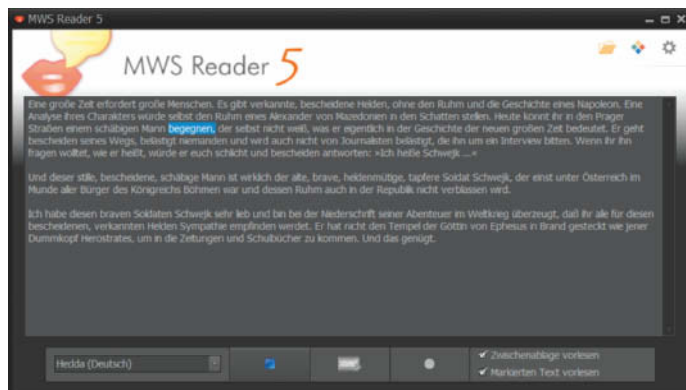 MWS Reader 5
MWS Reader 5
Eine große Zeit erfordert große Menschen. Es gibt verkannte, bescheidene Helden, ohne den Ruhm und die Geschichte eines Napoleon. Eine
Analyse ihres Charakters würde selbst den Ruhm eines Alexander von Mazedonien in den Schatten stellen. Heute könnt ihr in den Prager
Straßen einem schäbigen Mann begegnen, der selbst nicht weiß, was er eigentlich in der Geschichte der neuen großen Zeit bedeutet. Er geht
bescheiden seines Wegs, belästigt niemanden und wird auch nicht von Journalisten belästigt, die ihn um ein Interview bitten. Wenn ihr ihn
fragen wolltet, wie er heißt, würde er euch schlicht und bescheiden antworten: »Ich heiße Schwejk ...«
Und dieser stille, bescheidene, schäbige Mann ist wirklich der alte, brave, heldenmütige, tapfere Soldat Schwejk, der einst unter Österreich im
Munde aller Bürger des Königreichs Böhmen war und dessen Ruhm auch in der Republik nicht verblassen wird.
Ich habe diesen braven Soldaten Schwejk sehr lieb und bin bei der Niederschrift seiner Abenteuer im Weltkrieg überzeugt, daß ihr alle für diesen
bescheidenen, verkannten Helden Sympathie empfinden werdet. Er hat nicht den Tempel der Göttin von Ephesus in Brand gesteckt wie jener
Dummkopf Herostrates, um in die Zeitungen und Schulbücher zu kommen. Und das genügt.
Hedda (Deutsch)
Zwischenablage vorlesen
Markierten Text vorlesen